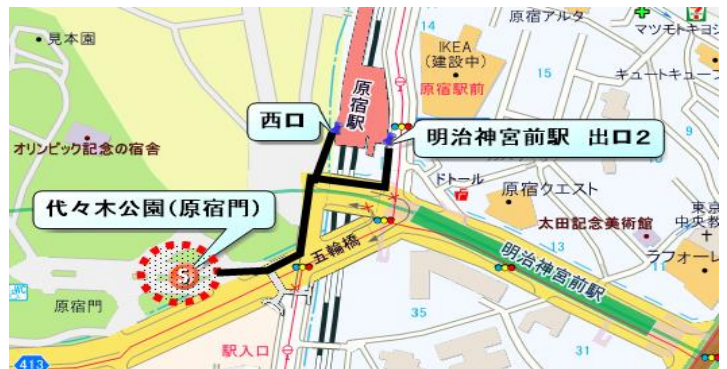 見本園
オリンピック記念の宿舎
代々木公園(原宿門)
S
原宿門
WC
413
駅入口
西口
原宿駅
明治神宮前駅 出口2
五輪橋
明治神宮前駅
14
IKEA
(建設中)
原宿駅前
原宿アルタ
15
マツモトキヨシ
キュートキューブ
9
ドトール
原宿クエスト
太田記念美術館
東京
中央教
ラフォーレ
13
11
35
31